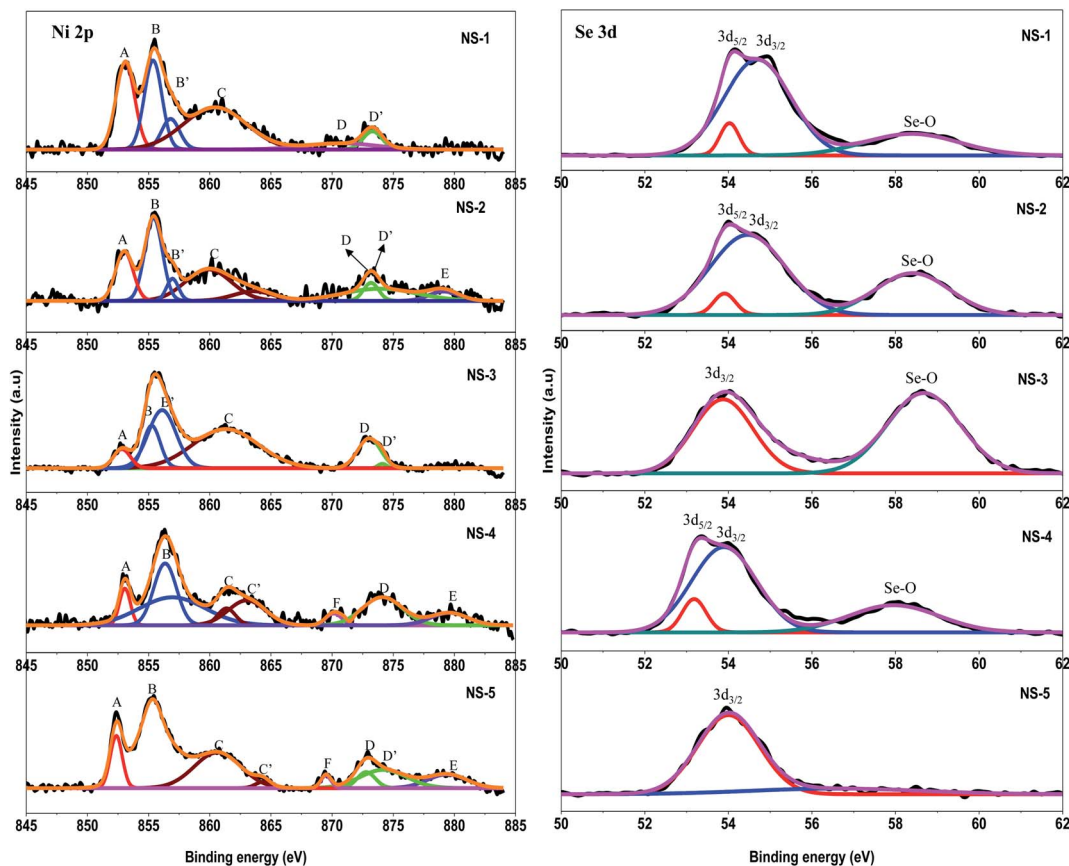 Ni 2p
NS-1
A
B
B’
C
D
D’
845 850 855 860 865 870 875 880 885
NS-2
A
B
B’
C
D
D’
E
845 850 855 860 865 870 875 880 885
NS-3
A
B
B’
C
D
D’
845 850 855 860 865 870 875 880 885
NS-4
A
B
C
C’
F
D
E
845 850 855 860 865 870 875 880 885
NS-5
A
B
C
C’
F
D
D’
E
845 850 855 860 865 870 875 880 885
Intensity (a.u)
Binding energy (eV)
Se 3d
NS-1
3d5/2 3d3/2
Se-O
50 52 54 56 58 60 62
NS-2
3d5/2 3d3/2
Se-O
50 52 54 56 58 60 62
NS-3
3d3/2
Se-O
50 52 54 56 58 60 62
NS-4
3d5/2 3d3/2
Se-O
50 52 54 56 58 60 62
NS-5
3d3/2
50 52 54 56 58 60 62
Intensity (a.u)
Binding energy (eV)